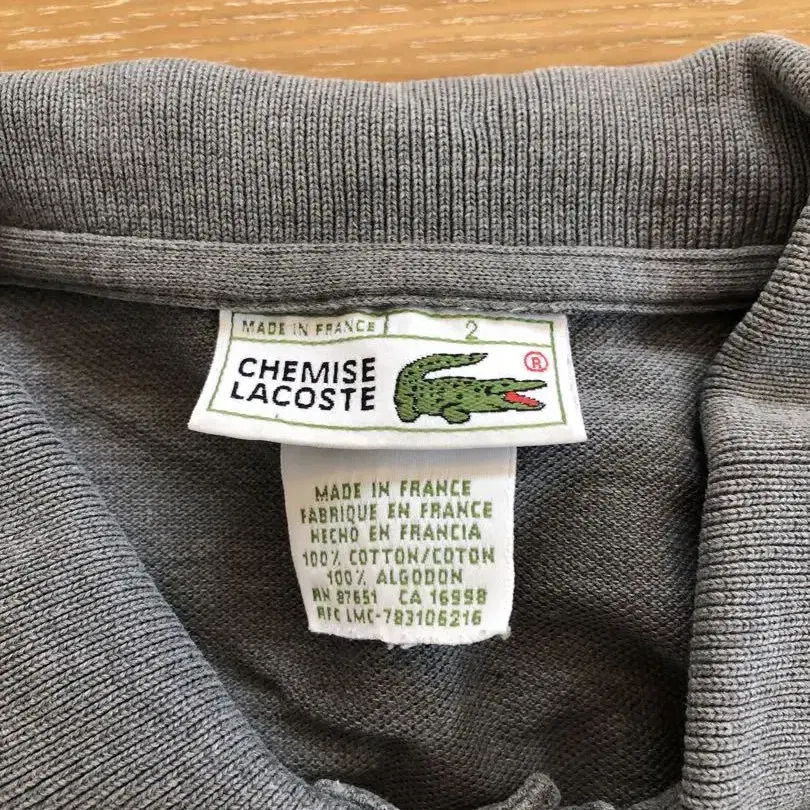 MADE IN FRANCE 2
CHEMISE
LACOSTE
®
MADE IN FRANCE
FABRIQUE EN FRANCE
HECHO EN FRANCIA
100% COTTON/COTON
100% ALGODON
RN 87651 CA 16998
RFC LMC-783106216